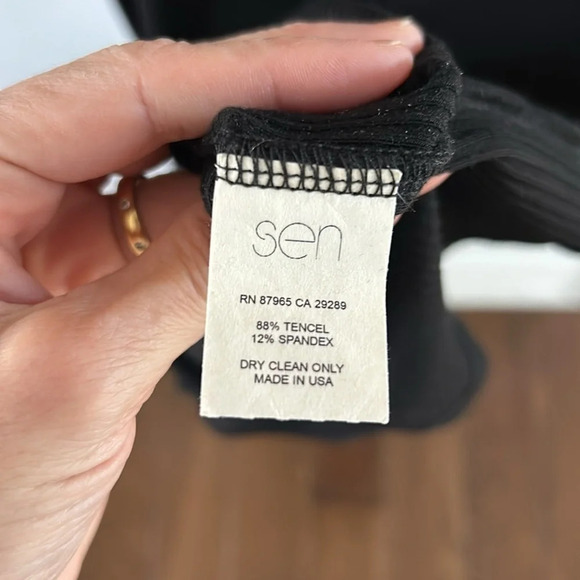 sen
RN 87965 CA 29289
88% TENCEL
12% SPANDEX
DRY CLEAN ONLY
MADE IN USA